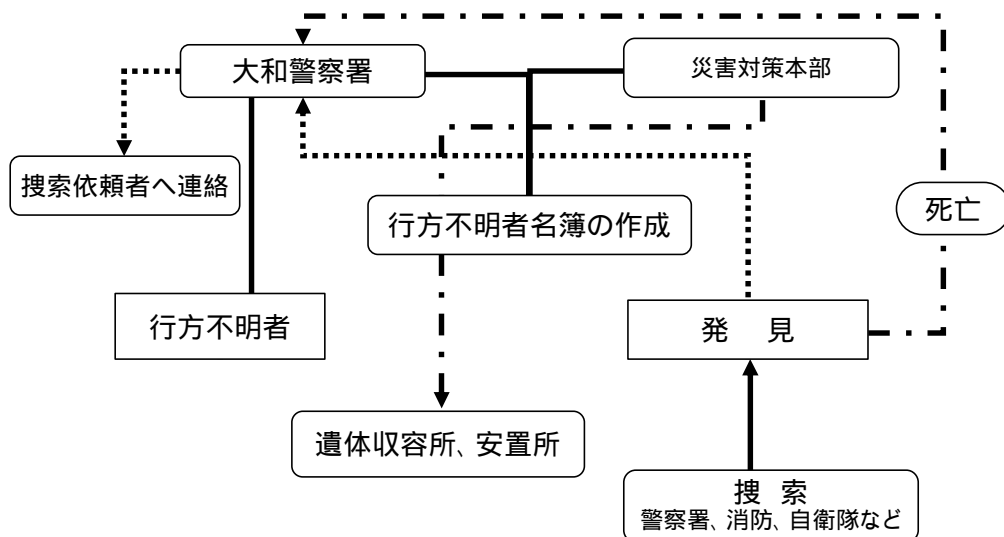 大和警察署
災害対策本部
捜索依頼者へ連絡
行方不明者名簿の作成
死亡
行方不明者
発 見
遺体収容所、安置所
捜 索
警察署、消防、自衛隊など